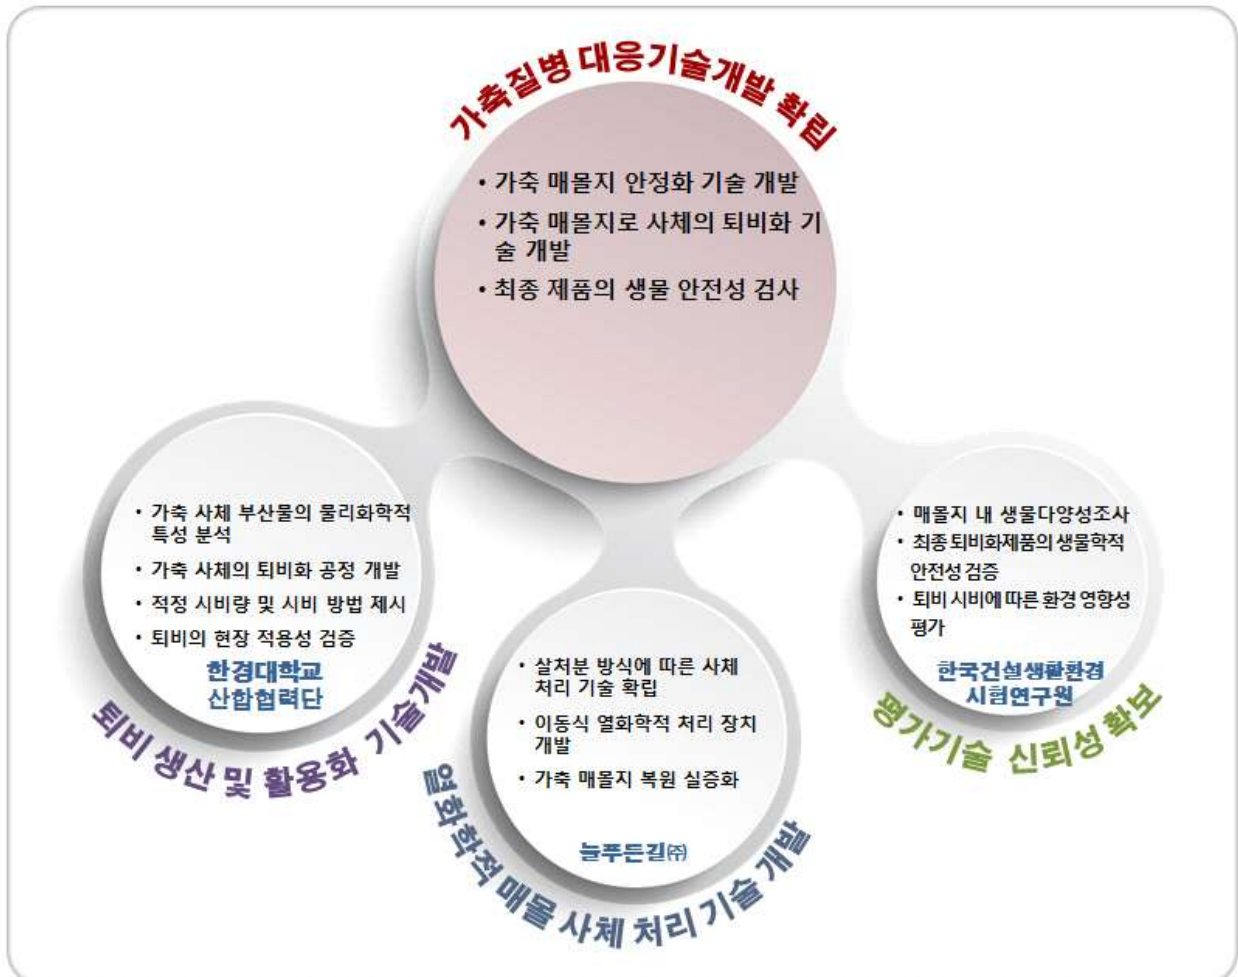 가축질병 대응기술개발 확립
• 가축 매몰지 안정화 기술 개발
• 가축 매몰지로 사체의 퇴비화 기
술 개발
• 최종 제품의 생물 안전성 검사
• 가축 사체 부산물의 물리화학적
특성 분석
• 가축 사체의 퇴비화 공정 개발
• 적정 시비량 및 시비 방법 제시
• 퇴비의 현장 적용성 검증
한경대학교
산합협력단
퇴비 생산 및 활용화 기술개발
• 살처분 방식에 따른 사체
처리 기술 확립
• 이동식 열화학적 처리 장치
개발
• 가축 매몰지 복원 실증화
늘푸든길㈜
열화학적 매몰 사체 처리 기술 개발
• 매몰지 내 생물다양성조사
• 최종 퇴비화제품의 생물학적
안전성 검증
• 퇴비 시비에 따른 환경 영향성
평가
한국건설생활환경
시험연구원
평가기술 신뢰성 확보